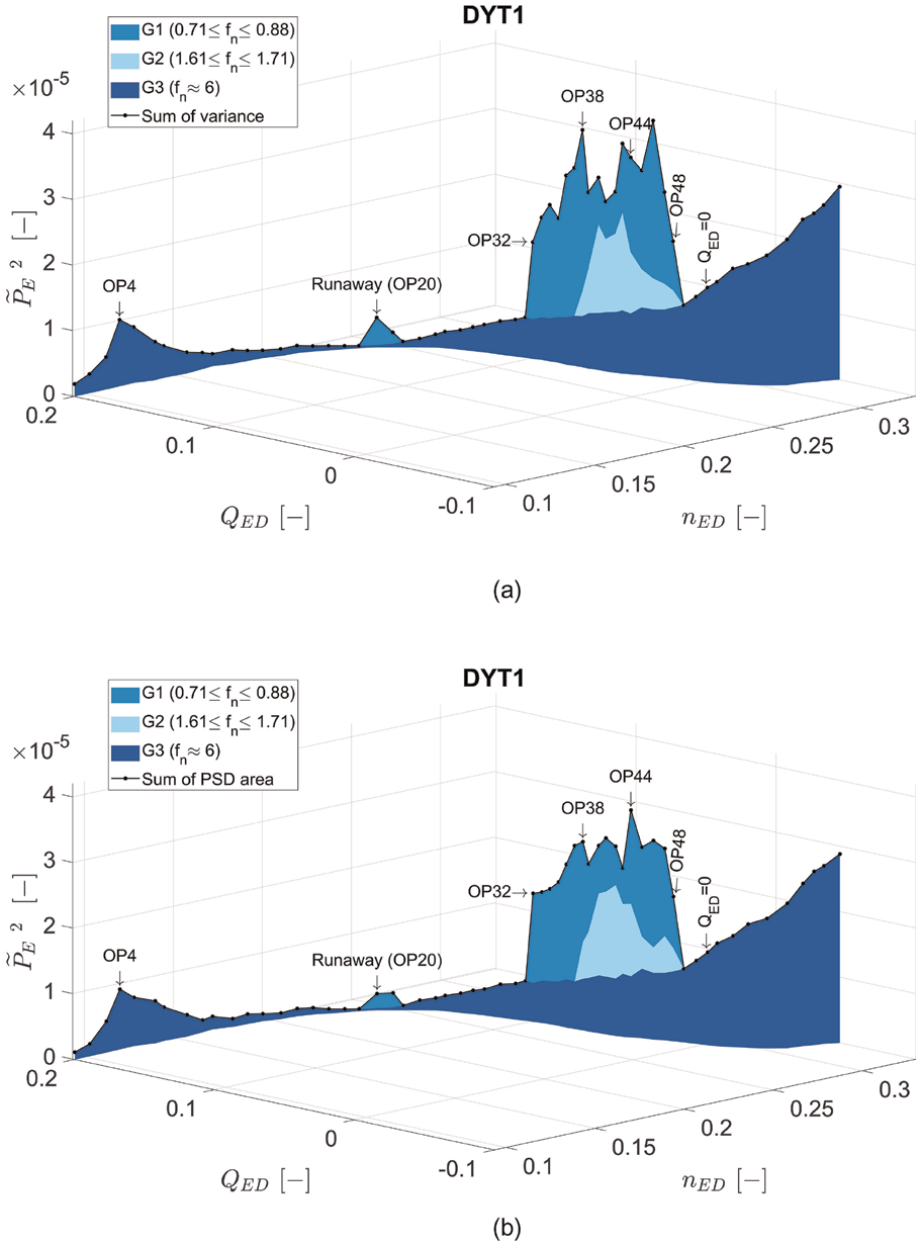 DYT1
G1 (0.71≤ f_n ≤ 0.88)
G2 (1.61≤ f_n ≤ 1.71)
G3 (f_n ≈ 6)
Sum of variance
×10^-5
4
3
2
1
0
P̃_E ² [−]
OP4
Runaway (OP20)
OP32
OP38
OP44
OP48
Q_ED=0
0.2
0.1
0
-0.1
Q_ED [−]
0.1
0.15
0.2
0.25
0.3
n_ED [−]
(a)
DYT1
G1 (0.71≤ f_n ≤ 0.88)
G2 (1.61≤ f_n ≤ 1.71)
G3 (f_n ≈ 6)
Sum of PSD area
×10^-5
4
3
2
1
0
P̃_E ² [−]
OP4
Runaway (OP20)
OP32
OP38
OP44
OP48
Q_ED=0
0.2
0.1
0
-0.1
Q_ED [−]
0.1
0.15
0.2
0.25
0.3
n_ED [−]
(b)